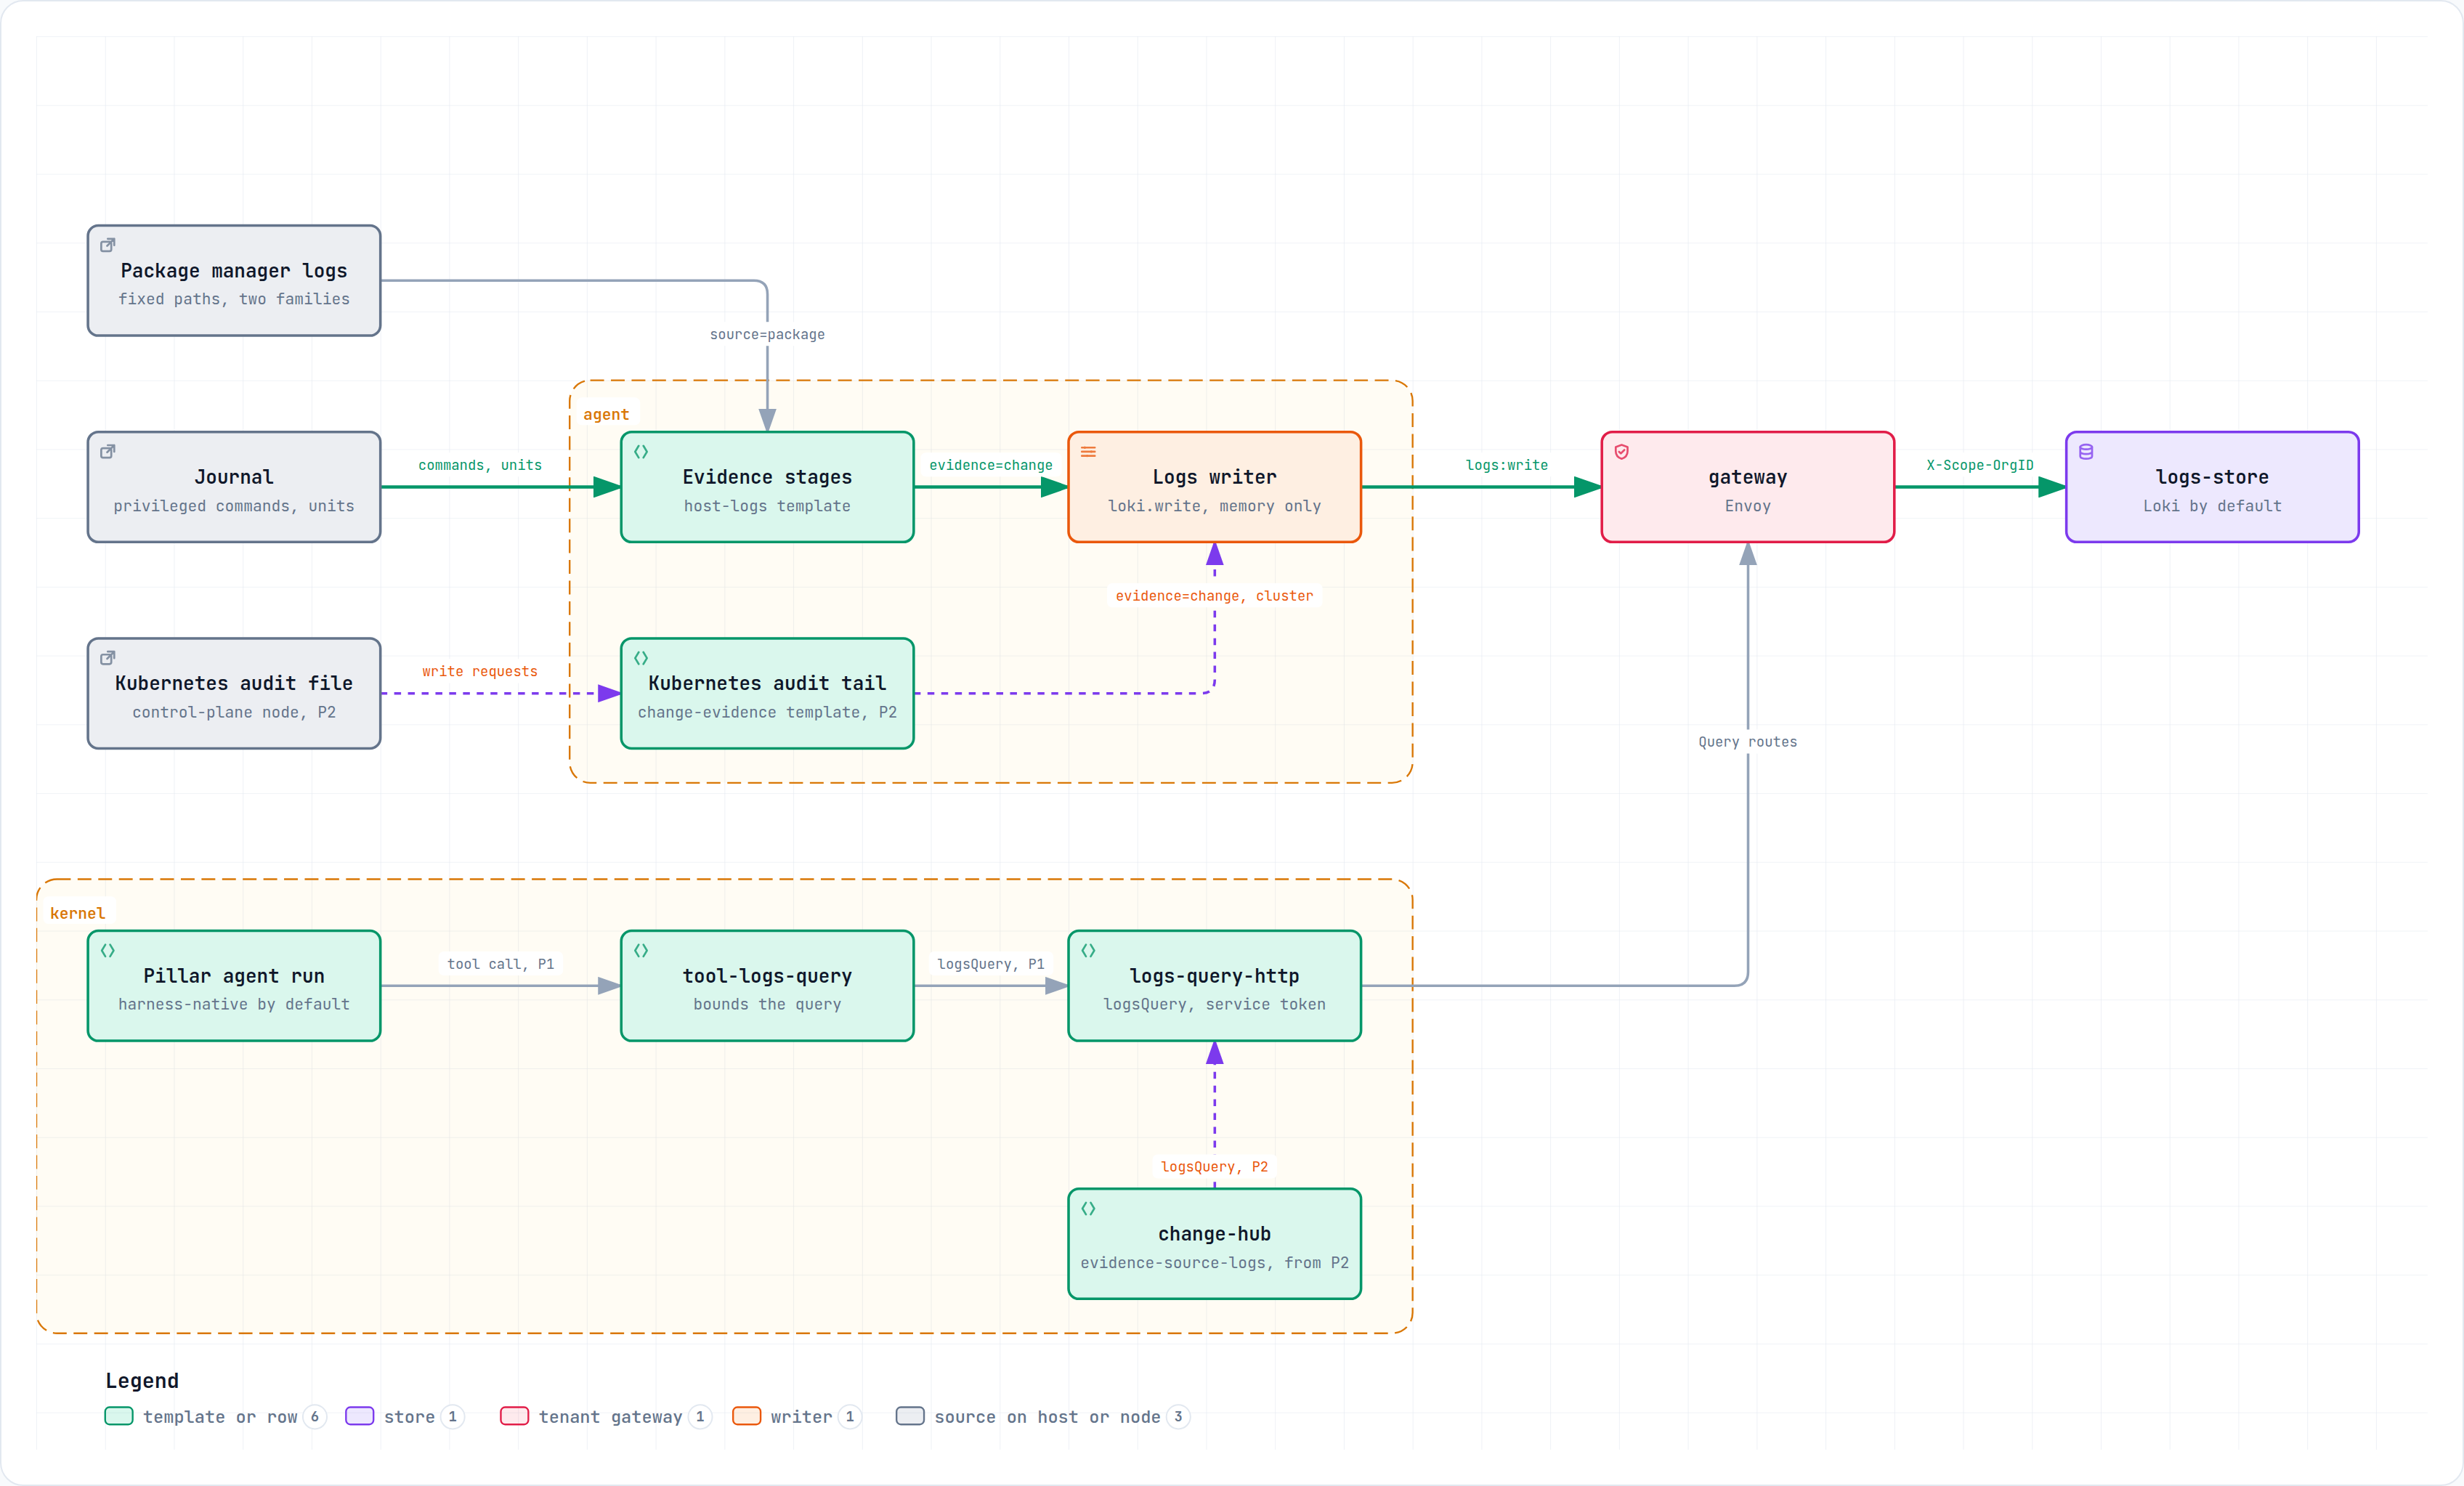 Package manager logs
fixed paths, two families
source=package
agent
Journal
privileged commands, units
commands, units
Evidence stages
host-logs template
evidence=change
Logs writer
loki.write, memory only
logs:write
gateway
Envoy
X-Scope-OrgID
logs-store
Loki by default
evidence=change, cluster
Kubernetes audit file
control-plane node, P2
write requests
Kubernetes audit tail
change-evidence template, P2
Query routes
kernel
Pillar agent run
harness-native by default
tool call, P1
tool-logs-query
bounds the query
logsQuery, P1
logs-query-http
logsQuery, service token
logsQuery, P2
change-hub
evidence-source-logs, from P2
Legend
template or row 6
store 1
tenant gateway 1
writer 1
source on host or node 3